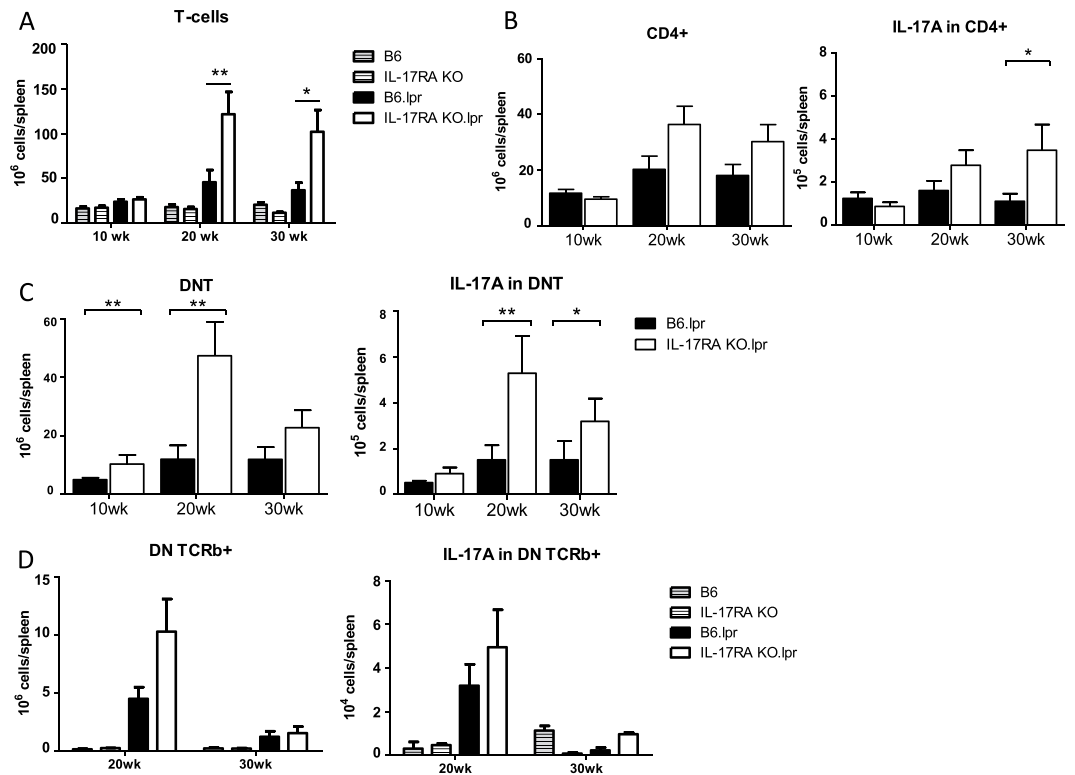 A
T-cells
10⁶ cells/spleen
200
150
100
50
0
** *
10 wk 20 wk 30 wk
B6
IL-17RA KO
B6.lpr
IL-17RA KO.lpr
B
CD4+
10⁶ cells/spleen
60
40
20
0
10wk 20wk 30wk
IL-17A in CD4+
10⁵ cells/spleen
8
6
4
2
0
*
10wk 20wk 30wk
C
DNT
10⁶ cells/spleen
60
40
20
0
** **
10wk 20wk 30wk
IL-17A in DNT
10⁵ cells/spleen
8
6
4
2
0
** *
10wk 20wk 30wk
B6.lpr
IL-17RA KO.lpr
D
DN TCRb+
10⁶ cells/spleen
15
10
5
0
20wk 30wk
IL-17A in DN TCRb+
10⁴ cells/spleen
8
6
4
2
0
20wk 30wk
B6
IL-17RA KO
B6.lpr
IL-17RA KO.lpr